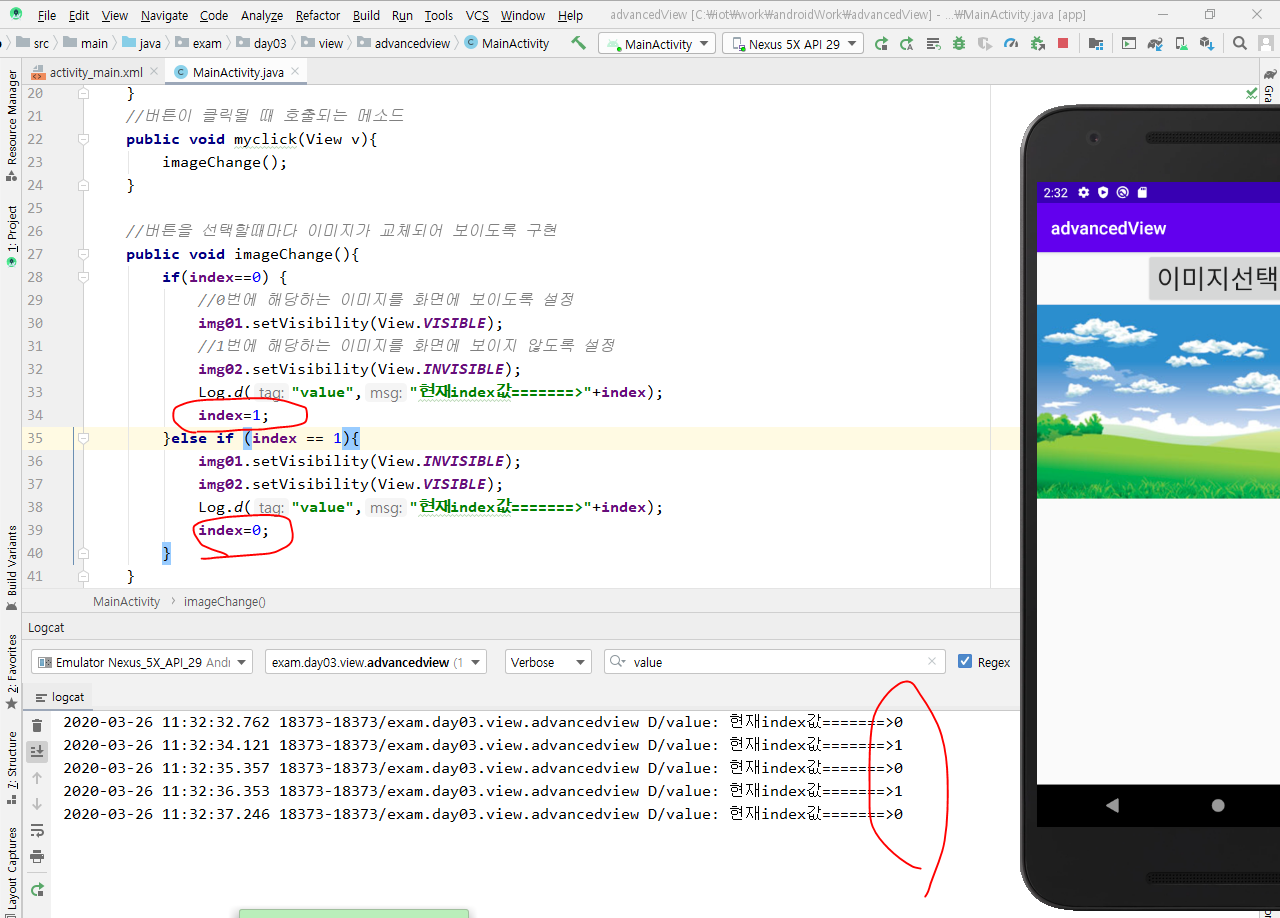 File Edit View Navigate Code Analyze Refactor Build Run Tools VCS Window Help advancedView [C:₩iot₩work₩androidWork₩advancedView] - ...₩MainActivity.java [app]
src main java exam day03 view advancedview MainActivity MainActivity Nexus 5X API 29
activity_main.xml MainActivity.java
Resource Manager
1: Project
Build Variants
2: Favorites
7: Structure
Layout Captures
Gra
20 }
21 //버튼이 클릭될 때 호출되는 메소드
22 public void myclick(View v){
23 imageChange();
24 }
25
26 //버튼을 선택할때마다 이미지가 교체되어 보이도록 구현
27 public void imageChange(){
28 if(index==0) {
29 //0번에 해당하는 이미지를 화면에 보이도록 설정
30 img01.setVisibility(View.VISIBLE);
31 //1번에 해당하는 이미지를 화면에 보이지 않도록 설정
32 img02.setVisibility(View.INVISIBLE);
33 Log.d( tag: "value", msg: "현재index값=======>"+index);
34 index=1;
35 }else if (index == 1){
36 img01.setVisibility(View.INVISIBLE);
37 img02.setVisibility(View.VISIBLE);
38 Log.d( tag: "value", msg: "현재index값=======>"+index);
39 index=0;
40 }
41 }
MainActivity imageChange()
2:32
advancedView
이미지선택
Logcat
Emulator Nexus_5X_API_29 Andr exam.day03.view.advancedview (1 Verbose value Regex
logcat
2020-03-26 11:32:32.762 18373-18373/exam.day03.view.advancedview D/value: 현재index값=======>0
2020-03-26 11:32:34.121 18373-18373/exam.day03.view.advancedview D/value: 현재index값=======>1
2020-03-26 11:32:35.357 18373-18373/exam.day03.view.advancedview D/value: 현재index값=======>0
2020-03-26 11:32:36.353 18373-18373/exam.day03.view.advancedview D/value: 현재index값=======>1
2020-03-26 11:32:37.246 18373-18373/exam.day03.view.advancedview D/value: 현재index값=======>0